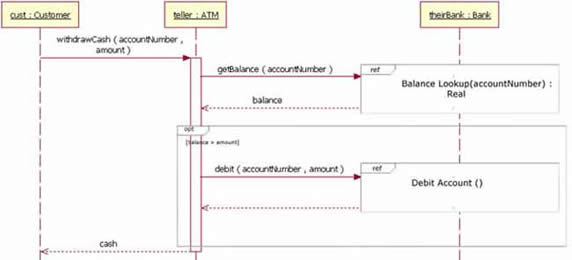 cust : Customer
teller : ATM
theirBank : Bank
withdrawCash ( accountNumber ,
amount )
getBalance ( accountNumber )
ref
Balance Lookup(accountNumber) :
Real
balance
opt
[balance > amount]
debit ( accountNumber , amount )
ref
Debit Account ()
cash